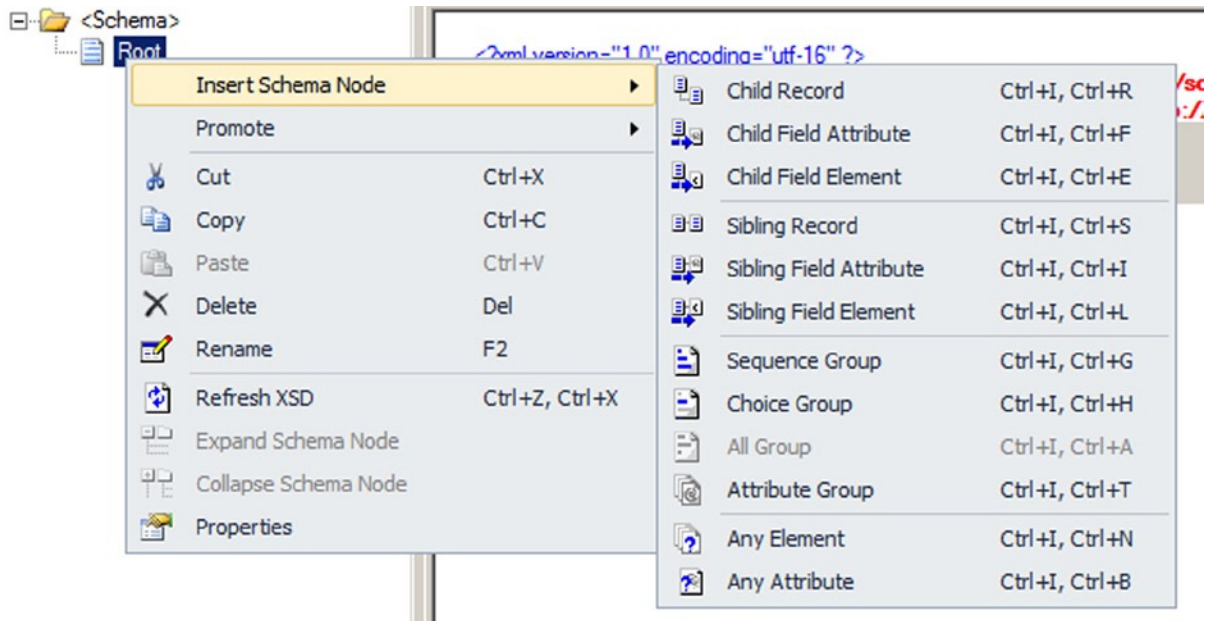 <Schema>
Root
<?xml version="1.0" encoding="utf-16" ?>
Insert Schema Node
Promote
Cut Ctrl+X
Copy Ctrl+C
Paste Ctrl+V
Delete Del
Rename F2
Refresh XSD Ctrl+Z, Ctrl+X
Expand Schema Node
Collapse Schema Node
Properties
Child Record Ctrl+I, Ctrl+R
Child Field Attribute Ctrl+I, Ctrl+F
Child Field Element Ctrl+I, Ctrl+E
Sibling Record Ctrl+I, Ctrl+S
Sibling Field Attribute Ctrl+I, Ctrl+I
Sibling Field Element Ctrl+I, Ctrl+L
Sequence Group Ctrl+I, Ctrl+G
Choice Group Ctrl+I, Ctrl+H
All Group Ctrl+I, Ctrl+A
Attribute Group Ctrl+I, Ctrl+T
Any Element Ctrl+I, Ctrl+N
Any Attribute Ctrl+I, Ctrl+B